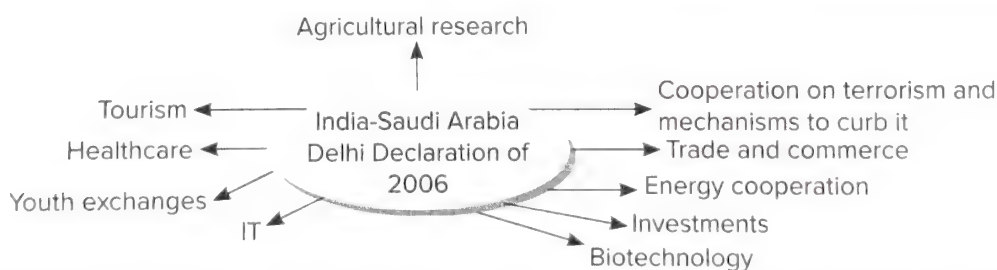 Agricultural research
Tourism
Healthcare
Youth exchanges
IT
India-Saudi Arabia
Delhi Declaration of
2006
Cooperation on terrorism and
mechanisms to curb it
Trade and commerce
Energy cooperation
Investments
Biotechnology